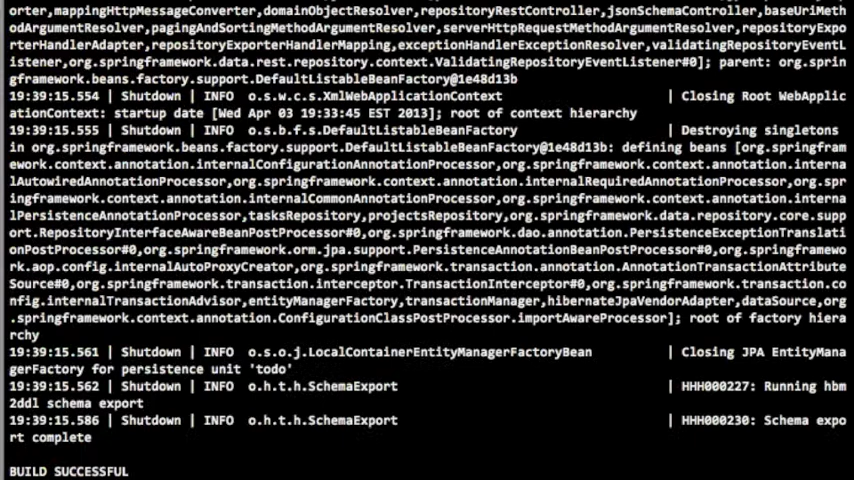 orter,mappingHttpMessageConverter,domainObjectResolver,repositoryRestController,jsonSchemaController,baseUriMeth
odArgumentResolver,pagingAndSortingMethodArgumentResolver,serverHttpRequestMethodArgumentResolver,repositoryExpo
rterHandlerAdapter,repositoryExporterHandlerMapping,exceptionHandlerExceptionResolver,validatingRepositoryEventL
istener,org.springframework.data.rest.repository.context.ValidatingRepositoryEventListener#0]; parent: org.sprin
gframework.beans.factory.support.DefaultListableBeanFactory@1e48d13b
19:39:15.554 | Shutdown | INFO  o.s.w.c.s.XmlWebApplicationContext | Closing Root WebApplic
ationContext: startup date [Wed Apr 03 19:33:45 EST 2013]; root of context hierarchy
19:39:15.555 | Shutdown | INFO  o.s.b.f.s.DefaultListableBeanFactory | Destroying singletons
in org.springframework.beans.factory.support.DefaultListableBeanFactory@1e48d13b: defining beans [org.springfram
ework.context.annotation.internalConfigurationAnnotationProcessor,org.springframework.context.annotation.interna
lAutowiredAnnotationProcessor,org.springframework.context.annotation.internalRequiredAnnotationProcessor,org.spr
ingframework.context.annotation.internalCommonAnnotationProcessor,org.springframework.context.annotation.interna
lPersistenceAnnotationProcessor,tasksRepository,projectsRepository,org.springframework.data.repository.core.supp
ort.RepositoryInterfaceAwareBeanPostProcessor#0,org.springframework.dao.annotation.PersistenceExceptionTranslati
onPostProcessor#0,org.springframework.orm.jpa.support.PersistenceAnnotationBeanPostProcessor#0,org.springframewo
rk.aop.config.internalAutoProxyCreator,org.springframework.transaction.annotation.AnnotationTransactionAttribute
Source#0,org.springframework.transaction.interceptor.TransactionInterceptor#0,org.springframework.transaction.co
nfig.internalTransactionAdvisor,entityManagerFactory,transactionManager,hibernateJpaVendorAdapter,dataSource,org
.springframework.context.annotation.ConfigurationClassPostProcessor.importAwareProcessor]; root of factory hiera
rchy
19:39:15.561 | Shutdown | INFO  o.s.o.j.LocalContainerEntityManagerFactoryBean | Closing JPA EntityMana
gerFactory for persistence unit 'todo'
19:39:15.562 | Shutdown | INFO  o.h.t.h.SchemaExport | HHH000227: Running hbm
2ddl schema export
19:39:15.586 | Shutdown | INFO  o.h.t.h.SchemaExport | HHH000230: Schema expo
rt complete
BUILD SUCCESSFUL